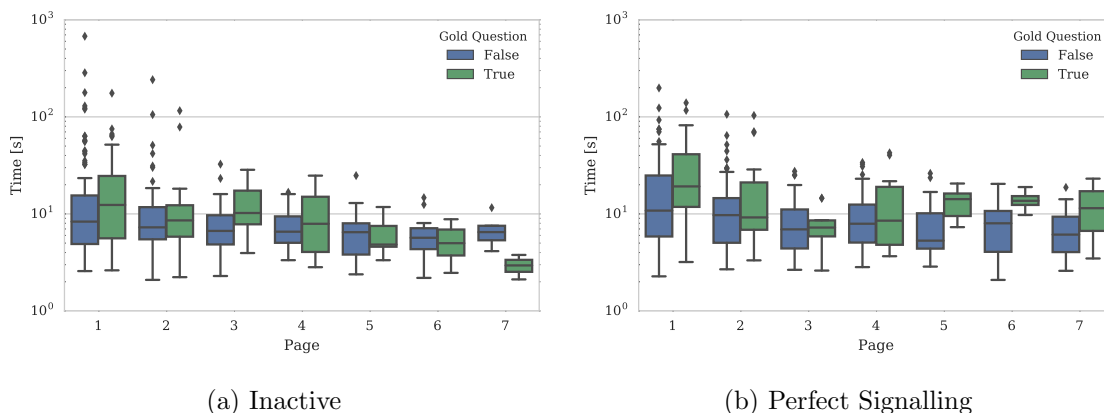 10³
10²
10¹
10⁰
Time [s]
Gold Question
False
True
1 2 3 4 5 6 7
Page
(a) Inactive
10³
10²
10¹
10⁰
Time [s]
Gold Question
False
True
1 2 3 4 5 6 7
Page
(b) Perfect Signalling